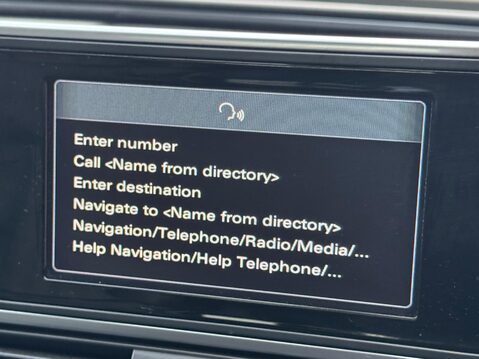 Enter number
Call <Name from directory>
Enter destination
Navigate to <Name from directory>
Navigation/Telephone/Radio/Media/...
Help Navigation/Help Telephone/...